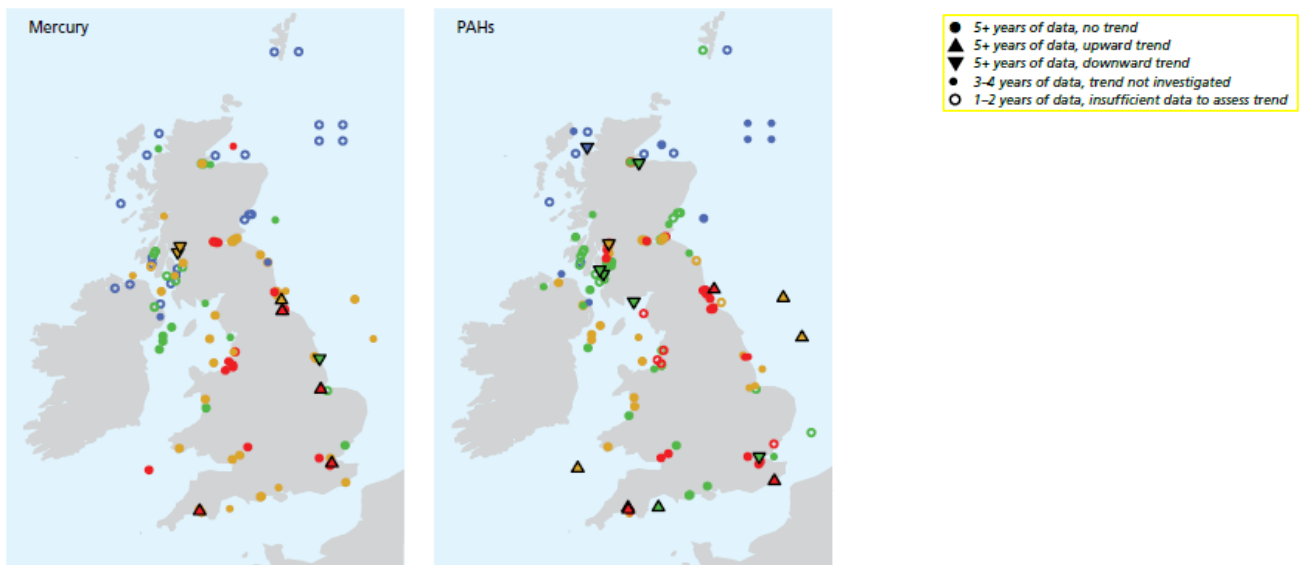 Mercury
PAHs
5+ years of data, no trend
5+ years of data, upward trend
5+ years of data, downward trend
3-4 years of data, trend not investigated
1–2 years of data, insufficient data to assess trend